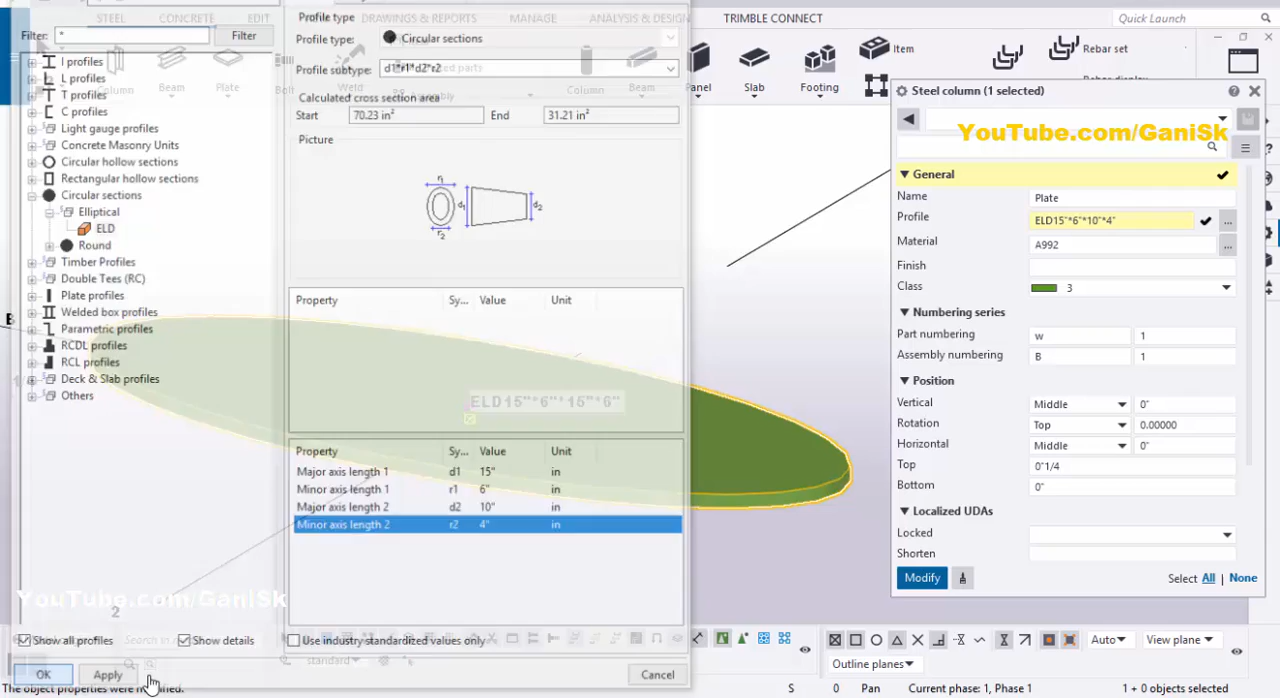 STEEL CONCRETE EDIT DRAWINGS & REPORTS MANAGE ANALYSIS & DESIGN TRIMBLE CONNECT Quick Launch
Filter: * Filter
Profile type
Profile type: Circular sections
Profile subtype: d1*r1*d2*r2
Calculated cross section area
Start 70.23 in² End 31.21 in²
Picture
r1
d1 d2
r2
Column Beam Plate Bolt Weld Column Beam Panel Slab Footing
Item
Rebar set
I profiles
L profiles
T profiles
C profiles
Light gauge profiles
Concrete Masonry Units
Circular hollow sections
Rectangular hollow sections
Circular sections
Elliptical
ELD
Round
Timber Profiles
Double Tees (RC)
Plate profiles
Welded box profiles
Parametric profiles
RCDL profiles
RCL profiles
Deck & Slab profiles
Others
B
Property Sy... Value Unit
ELD15"*6"*15"*6"
Property Sy... Value Unit
Major axis length 1 d1 15" in
Minor axis length 1 r1 6" in
Major axis length 2 d2 10" in
Minor axis length 2 r2 4" in
Steel column (1 selected)
YouTube.com/GaniSk
General
Name Plate
Profile ELD15"*6"*10"*4" ...
Material A992 ...
Finish
Class 3
Numbering series
Part numbering w 1
Assembly numbering B 1
Position
Vertical Middle 0"
Rotation Top 0.00000
Horizontal Middle 0"
Top 0"1/4
Bottom 0"
Localized UDAs
Locked
Shorten
Modify Select All | None
YouTube.com/GaniSk
2
Show all profiles Show details Use industry standardized values only
standard
OK Apply Cancel
Auto View plane
Outline planes
S 0 Pan Current phase: 1, Phase 1 1 + 0 objects selected